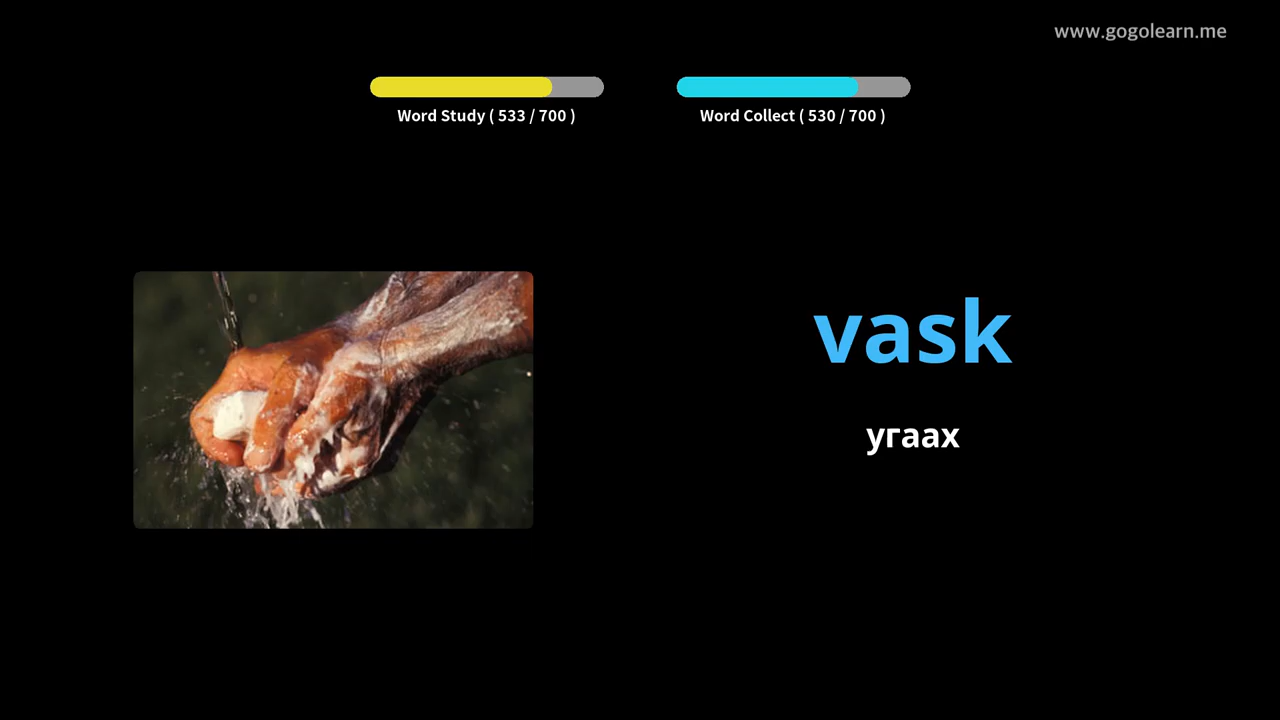 www.gogolearn.me
Word Study ( 533 / 700 )
Word Collect ( 530 / 700 )
vask
угаах